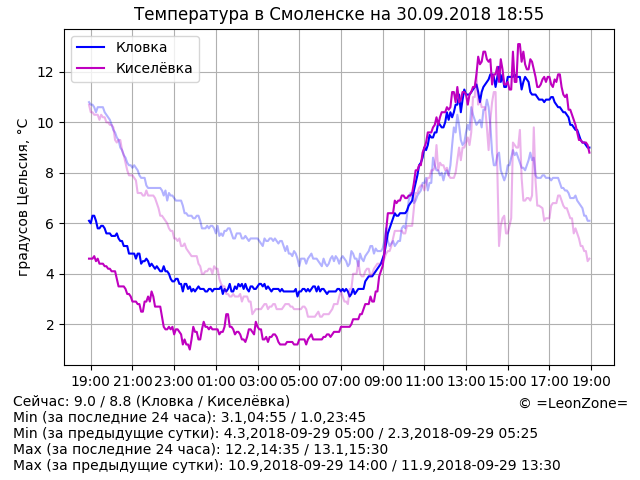 Температура в Смоленске на 30.09.2018 18:55
Кловка
Киселёвка
градусов Цельсия, °C
12
10
8
6
4
2
19:00 21:00 23:00 01:00 03:00 05:00 07:00 09:00 11:00 13:00 15:00 17:00 19:00
Сейчас: 9.0 / 8.8 (Кловка / Киселёвка)
© =LeonZone=
Min (за последние 24 часа): 3.1,04:55 / 1.0,23:45
Min (за предыдущие сутки): 4.3,2018-09-29 05:00 / 2.3,2018-09-29 05:25
Max (за последние 24 часа): 12.2,14:35 / 13.1,15:30
Max (за предыдущие сутки): 10.9,2018-09-29 14:00 / 11.9,2018-09-29 13:30